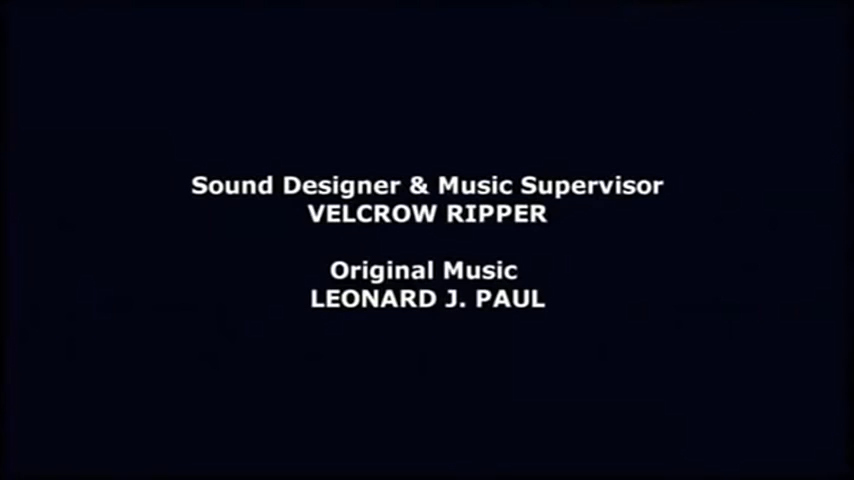 Sound Designer & Music Supervisor
VELCROW RIPPER
Original Music
LEONARD J. PAUL